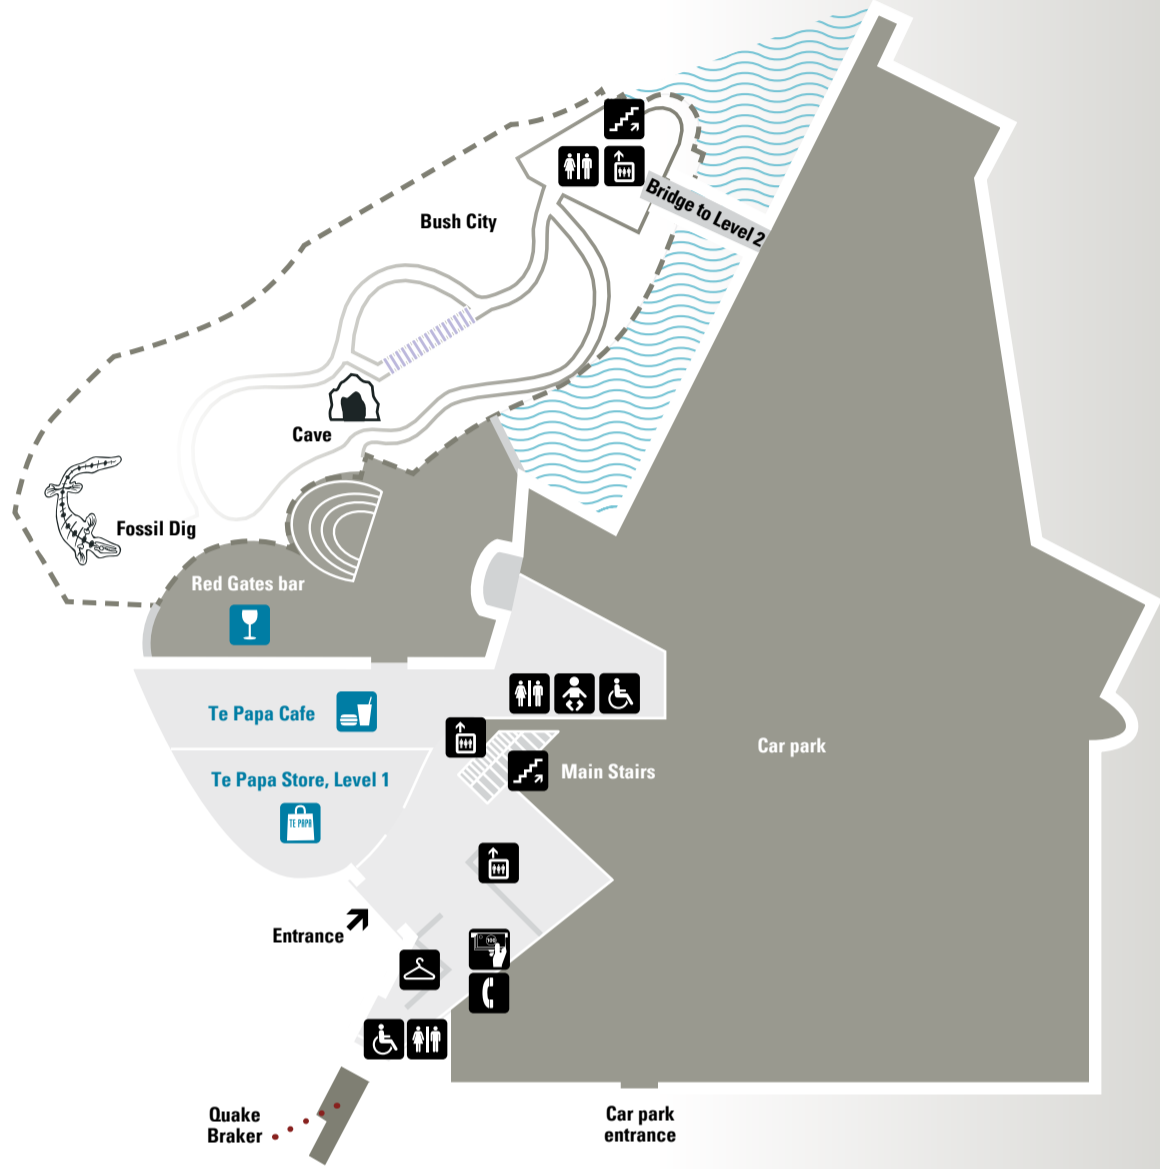 Bridge to Level 2
Bush City
Cave
Fossil Dig
Red Gates bar
Te Papa Cafe
Car park
Main Stairs
Te Papa Store, Level 1
TE PAPA
Entrance
100
Quake
Braker
Car park
entrance